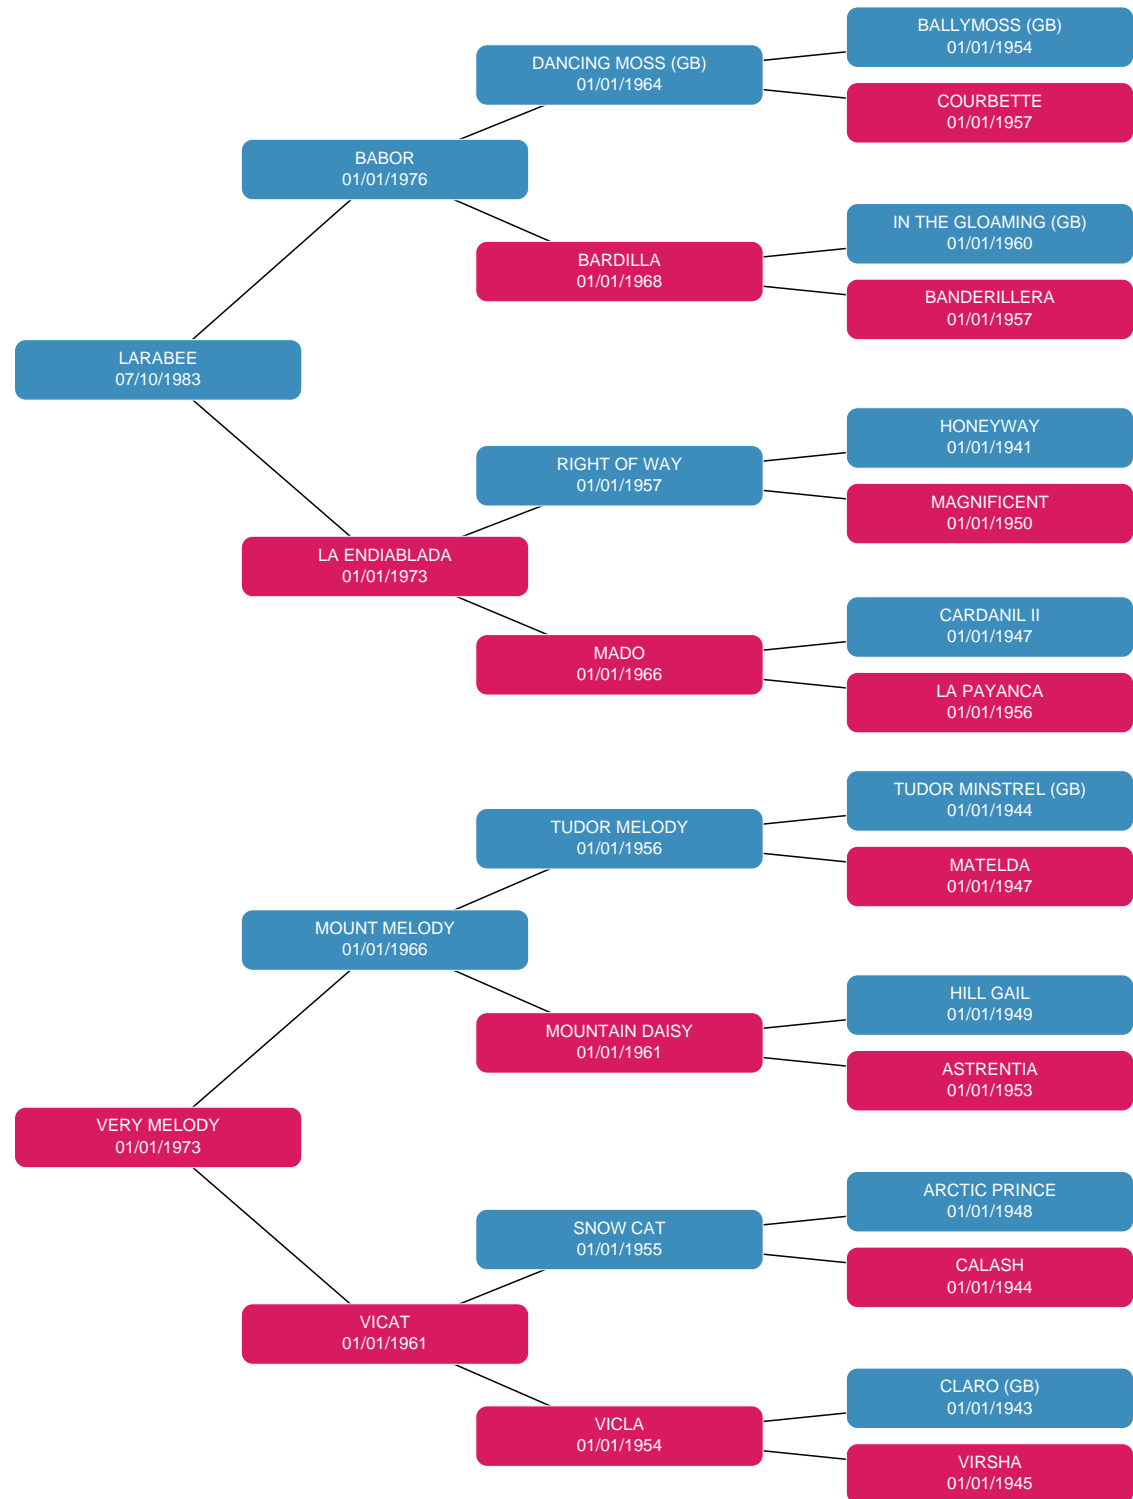 BALLYMOSS (GB)
01/01/1954
DANCING MOSS (GB)
01/01/1964
COURBETTE
01/01/1957
BABOR
01/01/1976
IN THE GLOAMING (GB)
01/01/1960
BARDILLA
01/01/1968
BANDERILLERA
01/01/1957
LARABEE
07/10/1983
HONEYWAY
01/01/1941
RIGHT OF WAY
01/01/1957
MAGNIFICENT
01/01/1950
LA ENDIABLADA
01/01/1973
CARDANIL II
01/01/1947
MADO
01/01/1966
LA PAYANCA
01/01/1956
TUDOR MINSTREL (GB)
01/01/1944
TUDOR MELODY
01/01/1956
MATELDA
01/01/1947
MOUNT MELODY
01/01/1966
HILL GAIL
01/01/1949
MOUNTAIN DAISY
01/01/1961
ASTRENTIA
01/01/1953
VERY MELODY
01/01/1973
ARCTIC PRINCE
01/01/1948
SNOW CAT
01/01/1955
CALASH
01/01/1944
VICAT
01/01/1961
CLARO (GB)
01/01/1943
VICLA
01/01/1954
VIRSHA
01/01/1945